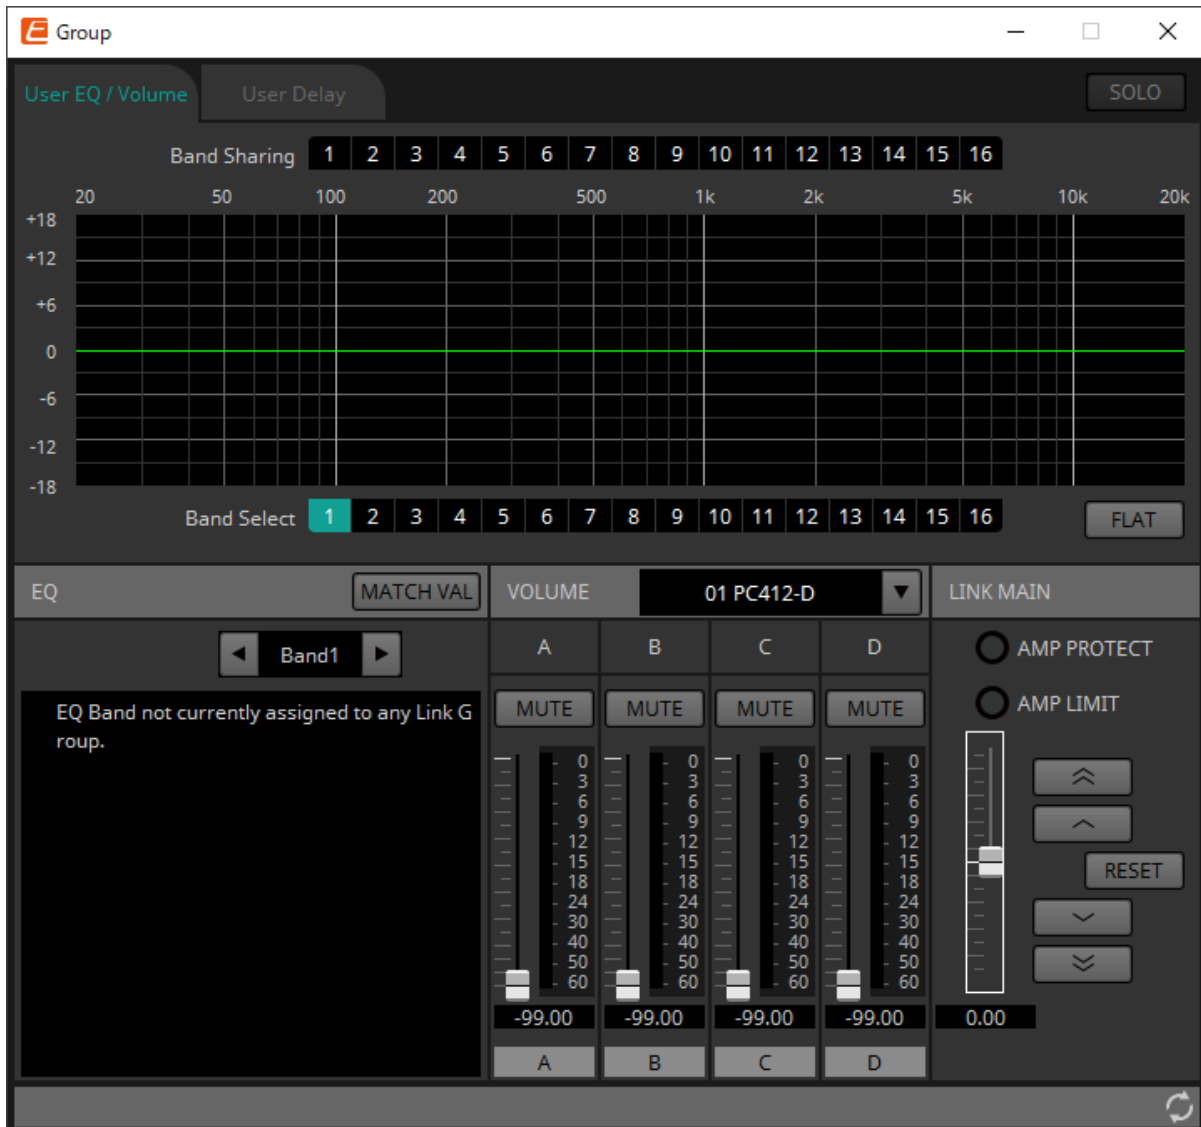 Group
User EQ / Volume User Delay SOLO
Band Sharing 1 2 3 4 5 6 7 8 9 10 11 12 13 14 15 16
20 50 100 200 500 1k 2k 5k 10k 20k
+18
+12
+6
0
-6
-12
-18
Band Select 1 2 3 4 5 6 7 8 9 10 11 12 13 14 15 16 FLAT
EQ MATCH VAL VOLUME 01 PC412-D LINK MAIN
Band1 A B C D AMP PROTECT
EQ Band not currently assigned to any Link G
roup.
MUTE MUTE MUTE MUTE AMP LIMIT
0 0 0 0
3 3 3 3
6 6 6 6
9 9 9 9
12 12 12 12
15 15 15 15
18 18 18 18
24 24 24 24
30 30 30 30
40 40 40 40
50 50 50 50
60 60 60 60
RESET
-99.00 -99.00 -99.00 -99.00 0.00
A B C D